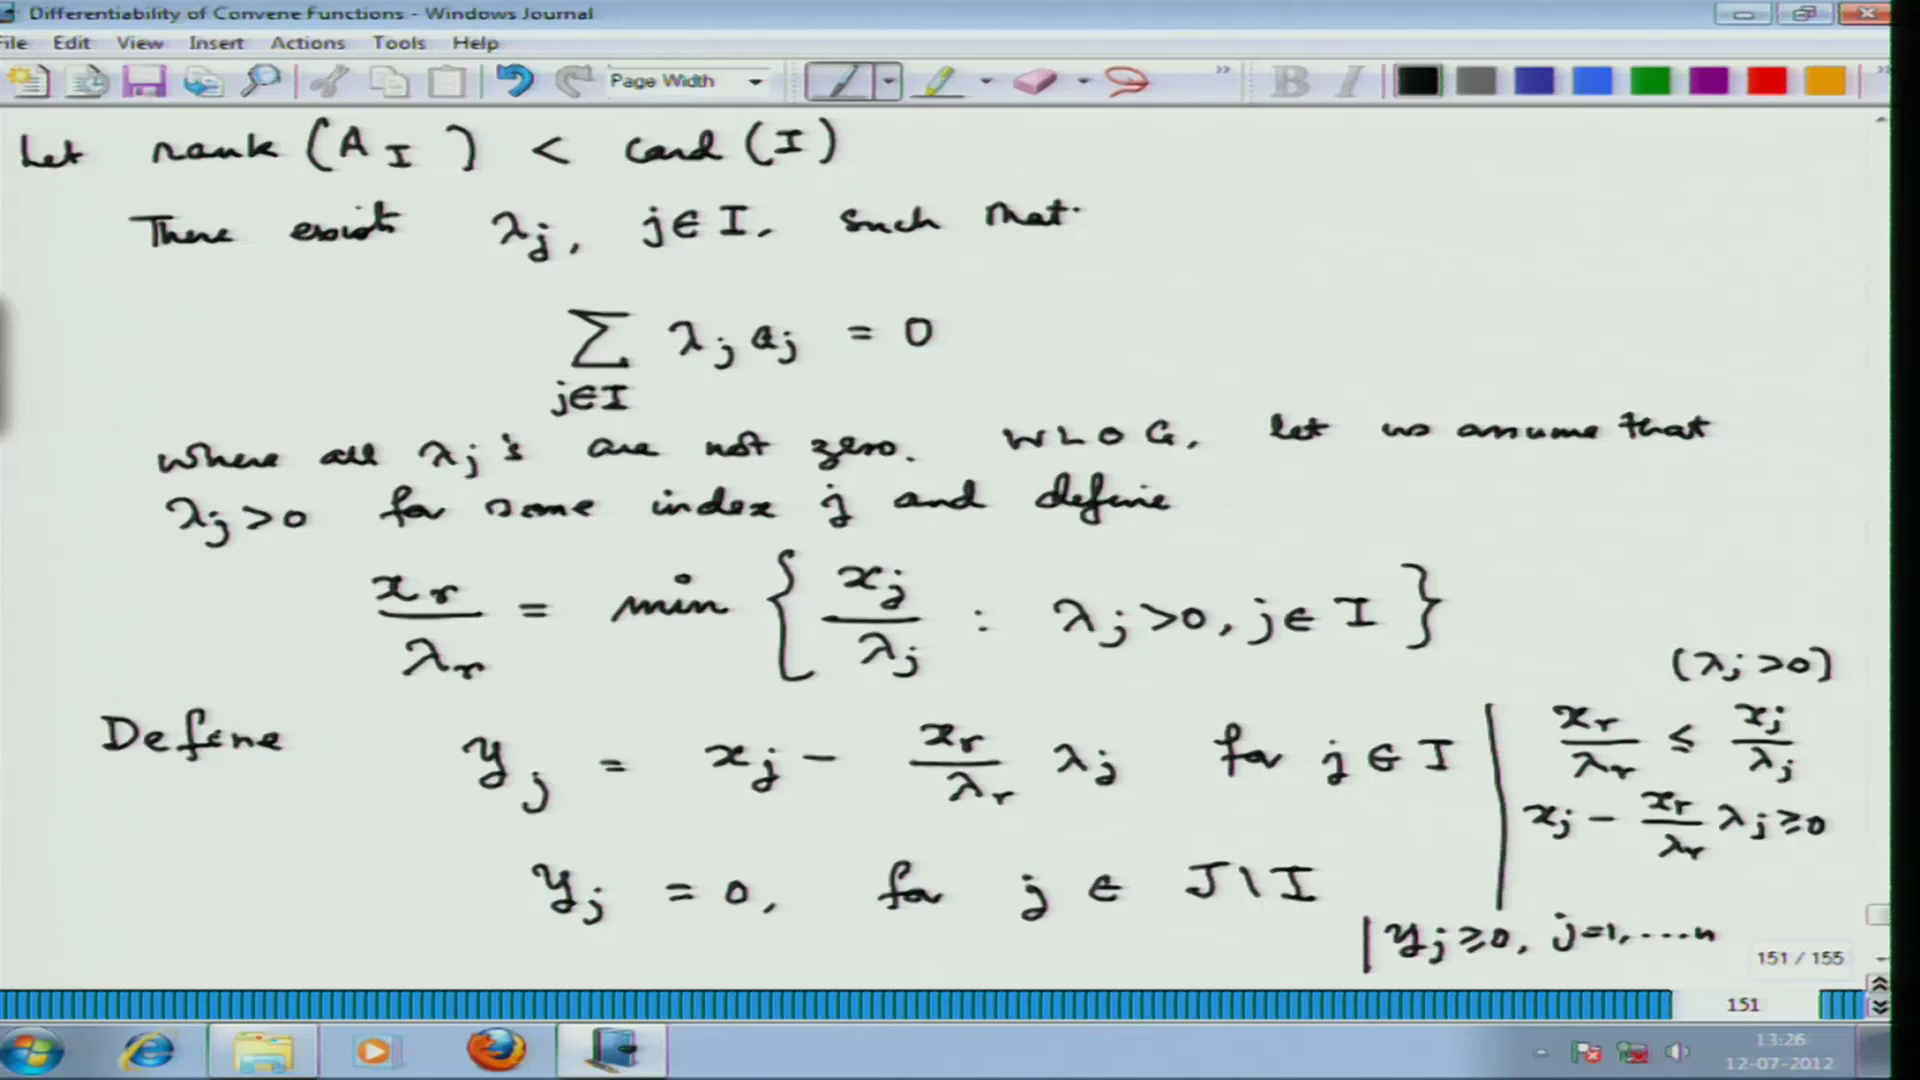 Differentiability of Convene Functions - Windows Journal
File Edit View Insert Actions Tools Help
Page Width
B I
Let rank (A_I) < card (I)
There exists λ_j, j∈I, such that
∑_{j∈I} λ_j a_j = 0
where all λ_j's are not zero. WLOG, let us assume that
λ_j > 0 for some index j and define
x_r/λ_r = min { x_j/λ_j : λ_j > 0, j ∈ I }
(λ_j > 0)
Define y_j = x_j - x_r/λ_r λ_j for j ∈ I
x_r/λ_r ≤ x_j/λ_j
x_j - x_r/λ_r λ_j ≥ 0
y_j = 0, for j ∈ J \ I
y_j ≥ 0, j=1,....n
151 / 155
151
13:26
12-07-2012